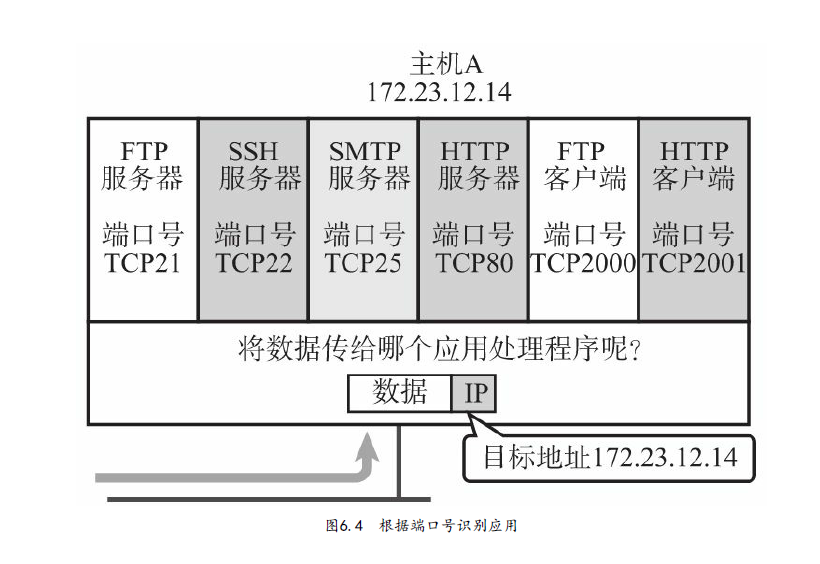 主机A
172.23.12.14
FTP
服务器
端口号
TCP21
SSH
服务器
端口号
TCP22
SMTP
服务器
端口号
TCP25
HTTP
服务器
端口号
TCP80
FTP
客户端
端口号
TCP2000
HTTP
客户端
端口号
TCP2001
将数据传给哪个应用处理程序呢?
数据 IP
目标地址172.23.12.14
图6.4 根据端口号识别应用